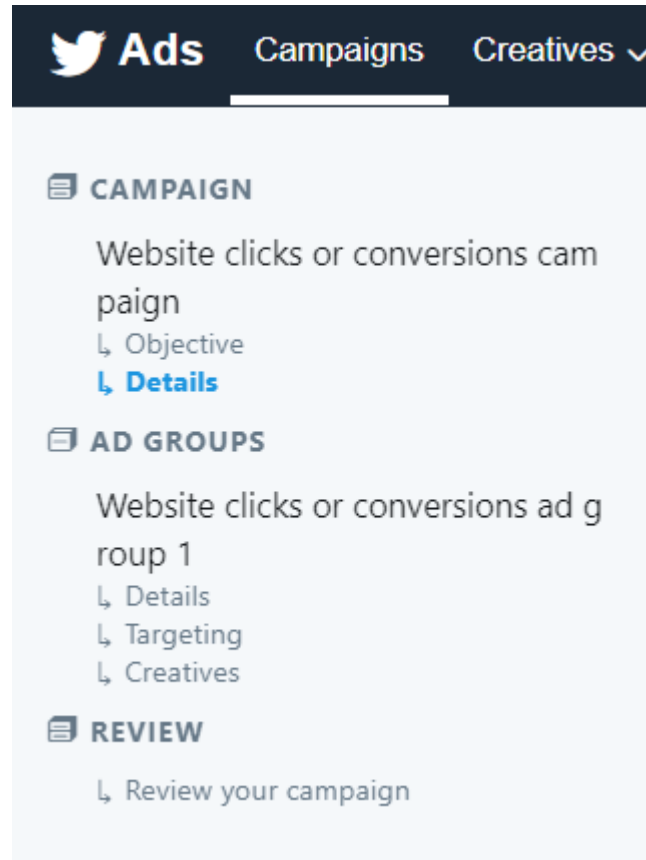 Ads Campaigns Creatives
CAMPAIGN
Website clicks or conversions cam
paign
Objective
Details
AD GROUPS
Website clicks or conversions ad g
roup 1
Details
Targeting
Creatives
REVIEW
Review your campaign